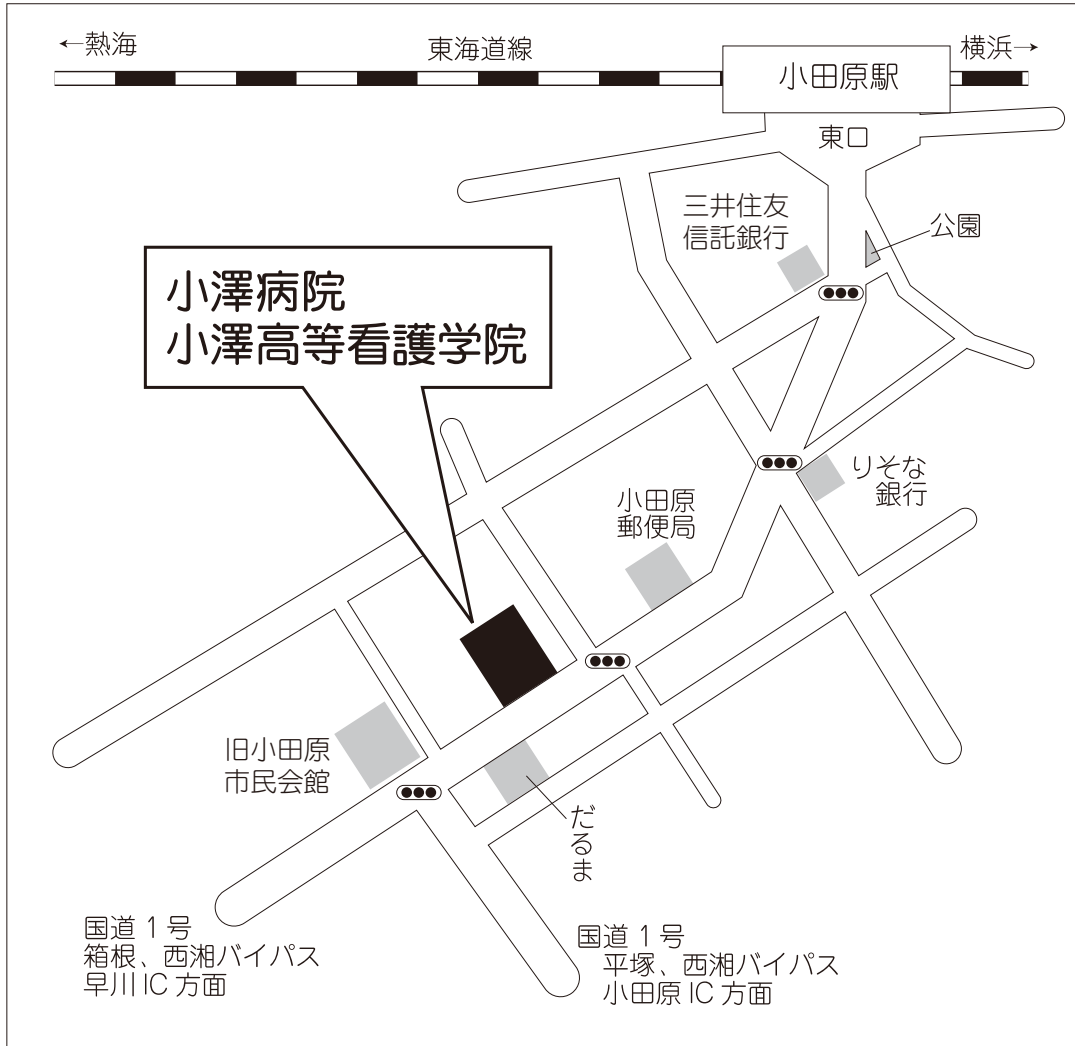 ←熱海
東海道線
横浜→
小田原駅
東口
三井住友
信託銀行
公園
小澤病院
小澤高等看護学院
りそな
銀行
小田原
郵便局
旧小田原
市民会館
だるま
国道1号
箱根、西湘バイパス
早川IC方面
国道1号
平塚、西湘バイパス
小田原IC方面